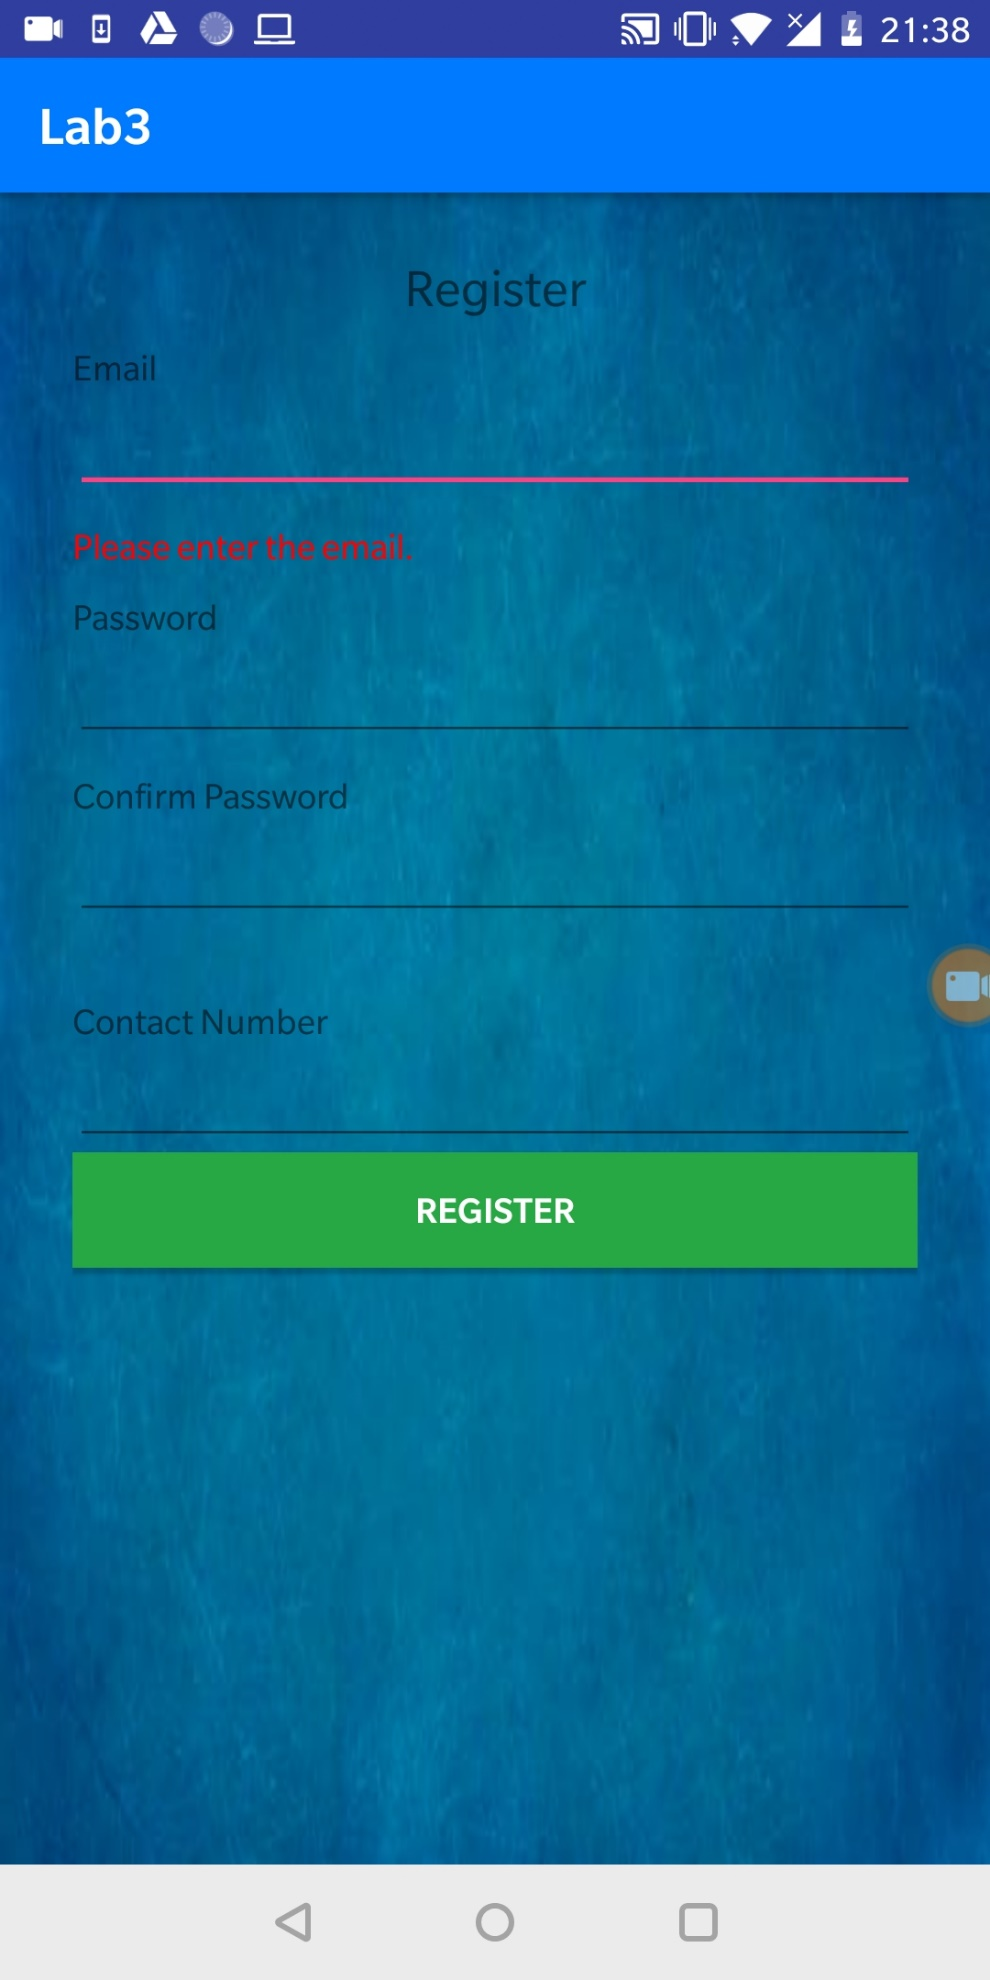 21:38
Lab3
Register
Email
Please enter the email.
Password
Confirm Password
Contact Number
REGISTER